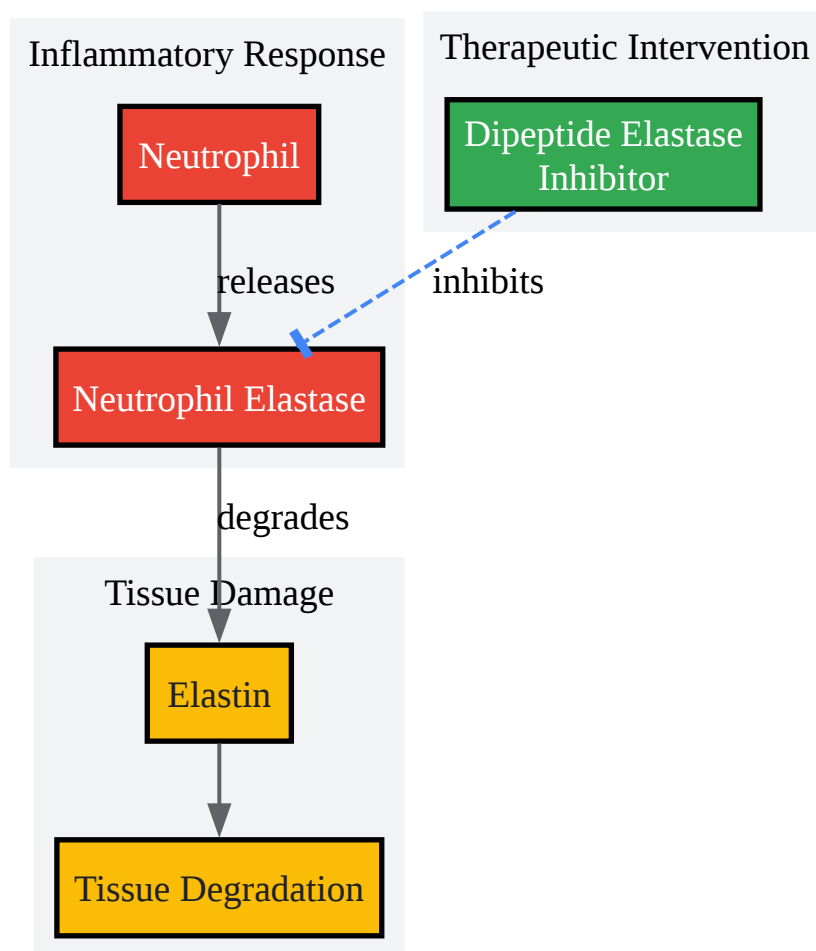 Inflammatory Response
Therapeutic Intervention
Neutrophil
Dipeptide Elastase
Inhibitor
releases
inhibits
Neutrophil Elastase
degrades
Tissue Damage
Elastin
Tissue Degradation